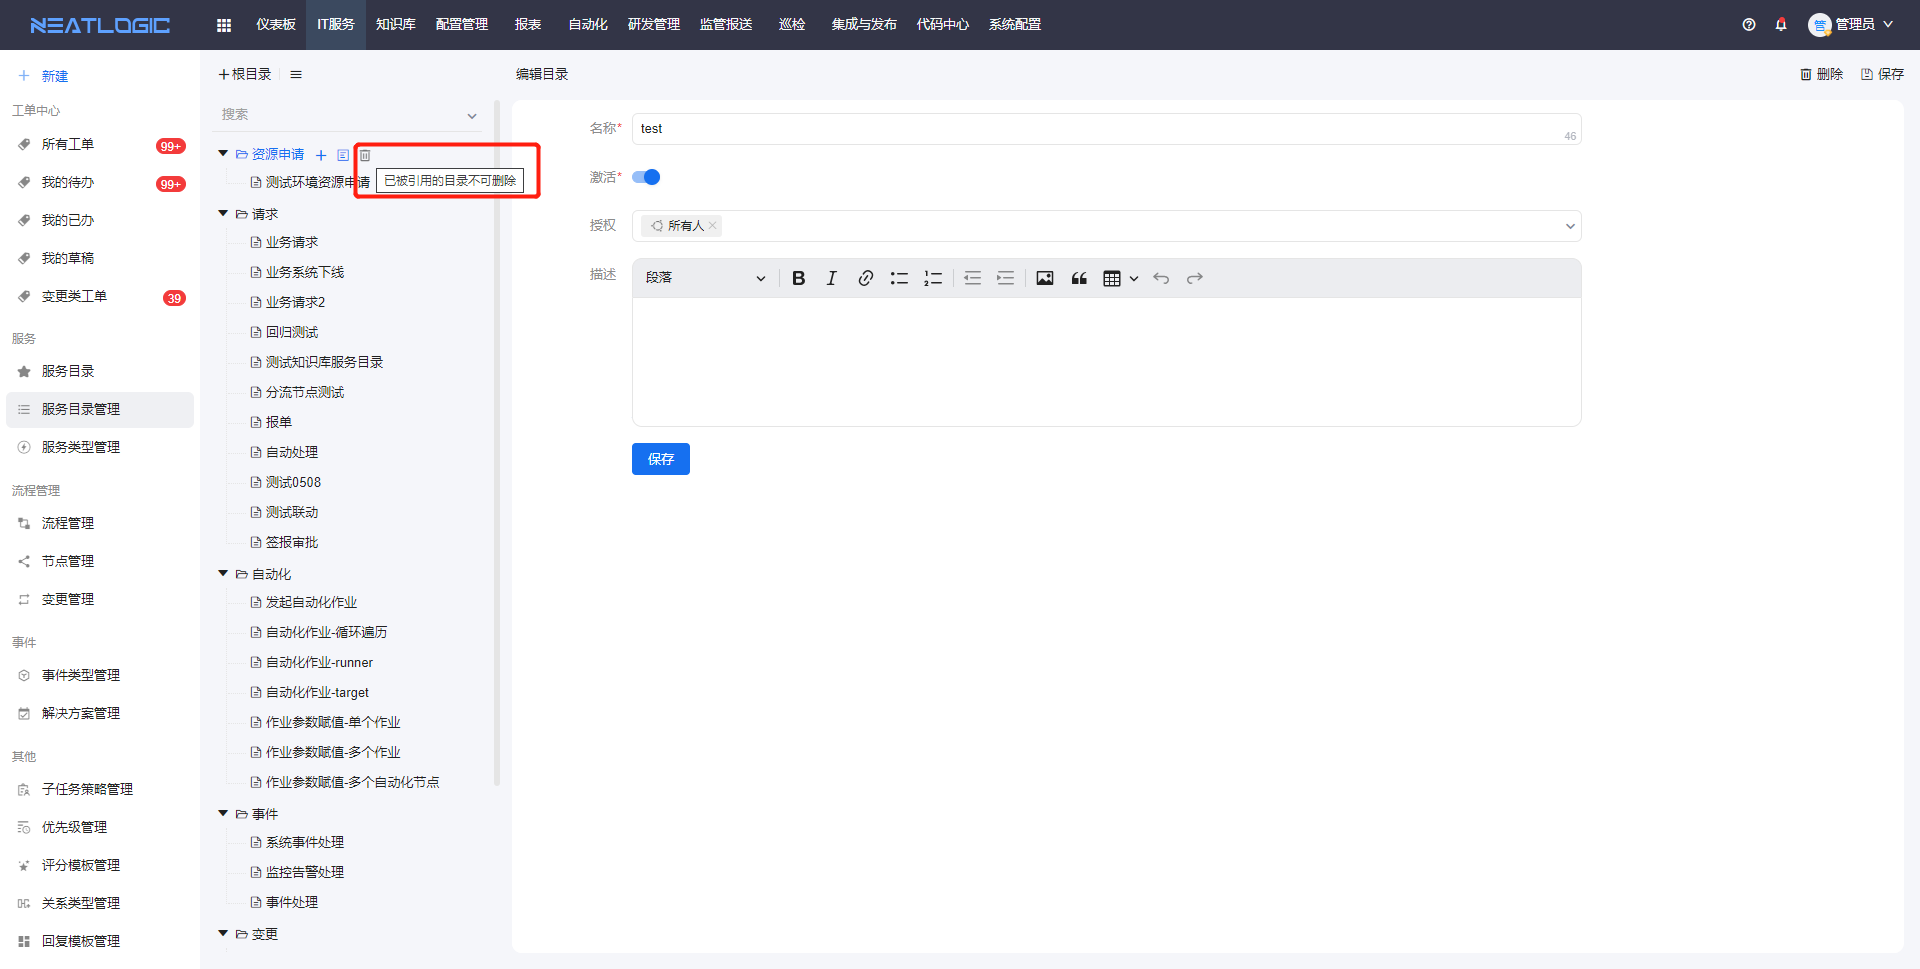 NEATLOGIC
仪表板
IT服务
知识库
配置管理
报表
自动化
研发管理
监管报送
巡检
集成与发布
代码中心
系统配置
管
管理员
新建
工单中心
所有工单
99+
我的待办
99+
我的已办
我的草稿
变更类工单
39
服务
服务目录
服务目录管理
服务类型管理
流程管理
流程管理
节点管理
变更管理
事件
事件类型管理
解决方案管理
其他
子任务策略管理
优先级管理
评分模板管理
关系类型管理
回复模板管理
根目录
搜索
资源申请
测试环境资源申请
已被引用的目录不可删除
请求
业务请求
业务系统下线
业务请求2
回归测试
测试知识库服务目录
分流节点测试
报单
自动处理
测试0508
测试联动
签报审批
自动化
发起自动化作业
自动化作业-循环遍历
自动化作业-runner
自动化作业-target
作业参数赋值-单个作业
作业参数赋值-多个作业
作业参数赋值-多个自动化节点
事件
系统事件处理
监控告警处理
事件处理
变更
编辑目录
删除
保存
名称*
test
46
激活*
授权
所有人
描述
段落
保存